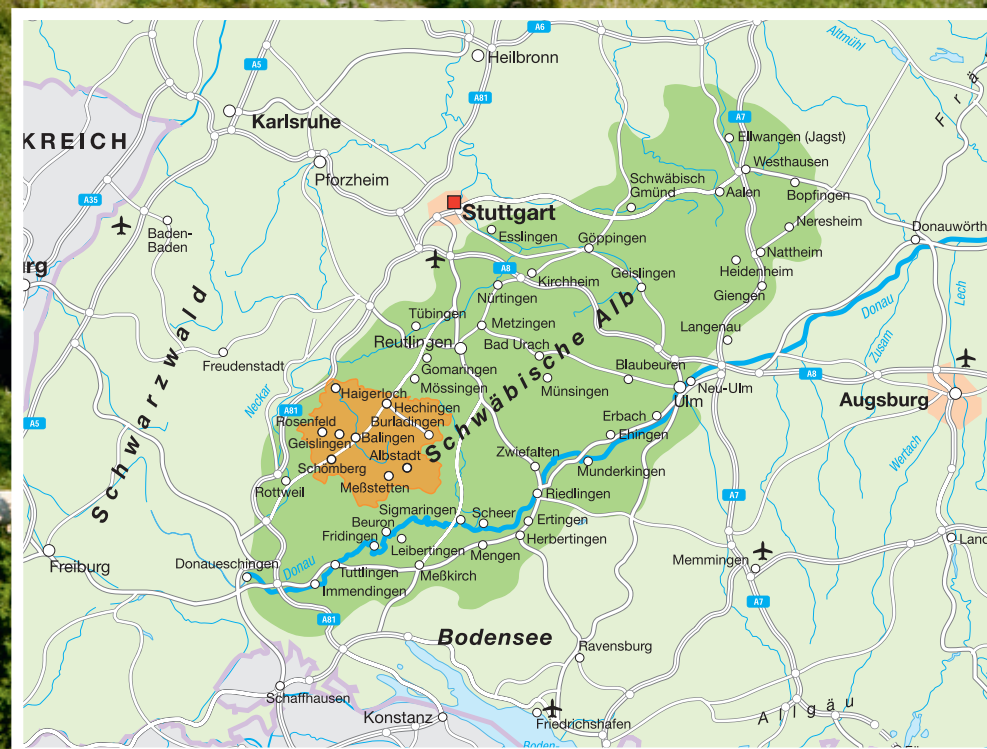 A6
Altmühl
Heilbronn
A5
A81
Frä
Karlsruhe
A7
Ellwangen (Jagst)
KREICH
Westhausen
Pforzheim
Schwäbisch
Gmünd
Aalen
Bopfingen
A35
Stuttgart
Baden-
Baden
Esslingen
Göppingen
Neresheim
Donauwörth
Nattheim
rg
A8
Kirchheim
Geislingen
Heidenheim
Nürtingen
Giengen
Donau
Lech
Schwarzwald
Tübingen
Metzingen
Langenau
Reutlingen
Bad Urach
Schwäbische Alb
Zusam
Freudenstadt
Gomaringen
Blaubeuren
A8
Mössingen
Münsingen
Neu-Ulm
Ulm
Neckar
Haigerloch
Augsburg
A81
Hechingen
Erbach
A5
Rosenfeld
Burladingen
Ehingen
Geislingen
Balingen
Albstadt
Zwiefalten
Wertach
Schömberg
Munderkingen
Rottweil
Meßstetten
Riedlingen
A7
Sigmaringen
Scheer
Beuron
Ertingen
Fridingen
Herbertingen
Leibertingen
Mengen
Land
Freiburg
Donaueschingen
Donau
Tuttlingen
Meßkirch
Memmingen
Immendingen
A7
A81
Bodensee
Ravensburg
Schaffhausen
Allgäu
Konstanz
Friedrichshafen
Boden-